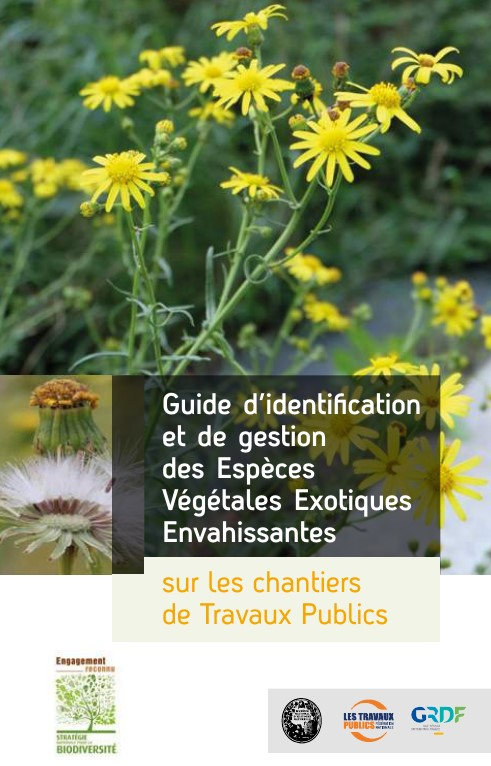 Guide d'identification
et de gestion
des Espèces
Végétales Exotiques
Envahissantes
sur les chantiers
de Travaux Publics
Engagement
reconnu
STRATÉGIE
BIODIVERSITÉ
LES TRAVAUX
PUBLICS
GRDF